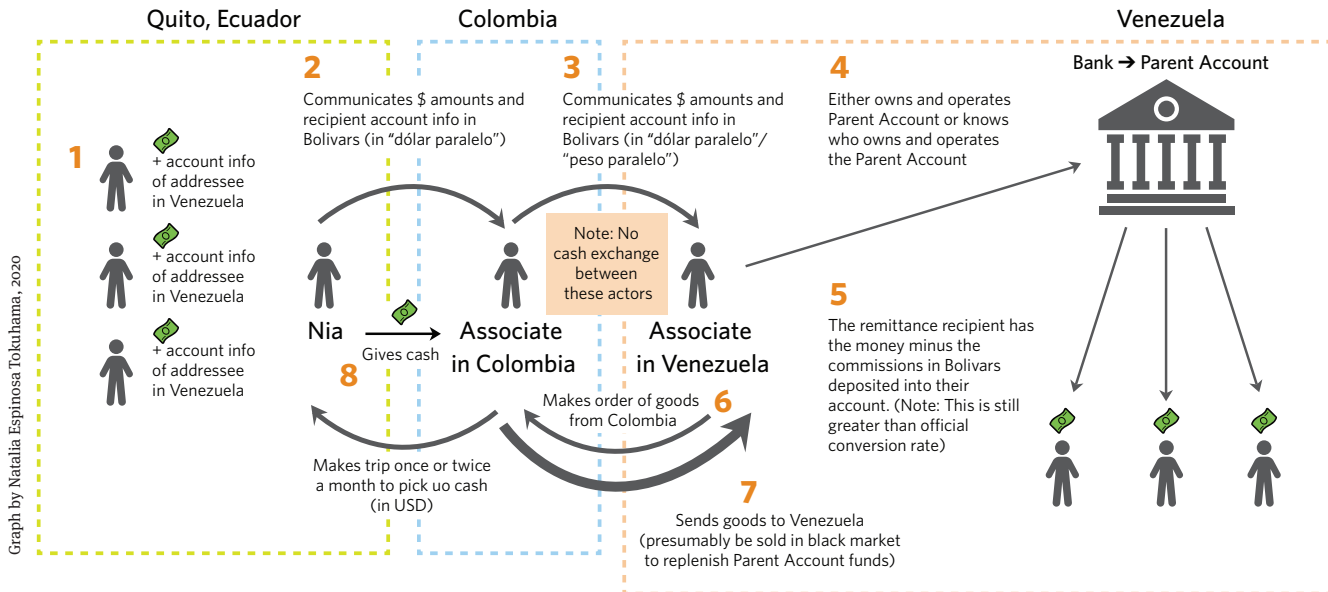 Quito, Ecuador
Colombia
Venezuela
1
+ account info
of addressee
in Venezuela
+ account info
of addressee
in Venezuela
+ account info
of addressee
in Venezuela
2
Communicates $ amounts and
recipient account info in
Bolivars (in “dólar paralelo”)
3
Communicates $ amounts and
recipient account info in
Bolivars (in “dólar paralelo”/
“peso paralelo”)
4
Either owns and operates
Parent Account or knows
who owns and operates
the Parent Account
Bank ➔ Parent Account
Note: No
cash exchange
between
these actors
Nia
Gives cash
Associate
in Colombia
Associate
in Venezuela
5
The remittance recipient has
the money minus the
commissions in Bolivars
deposited into their
account. (Note: This is still
greater than official
conversion rate)
6
Makes order of goods
from Colombia
7
Sends goods to Venezuela
(presumably be sold in black market
to replenish Parent Account funds)
8
Makes trip once or twice
a month to pick uo cash
(in USD)
Graph by Natalia Espinosa Tokuhama, 2020